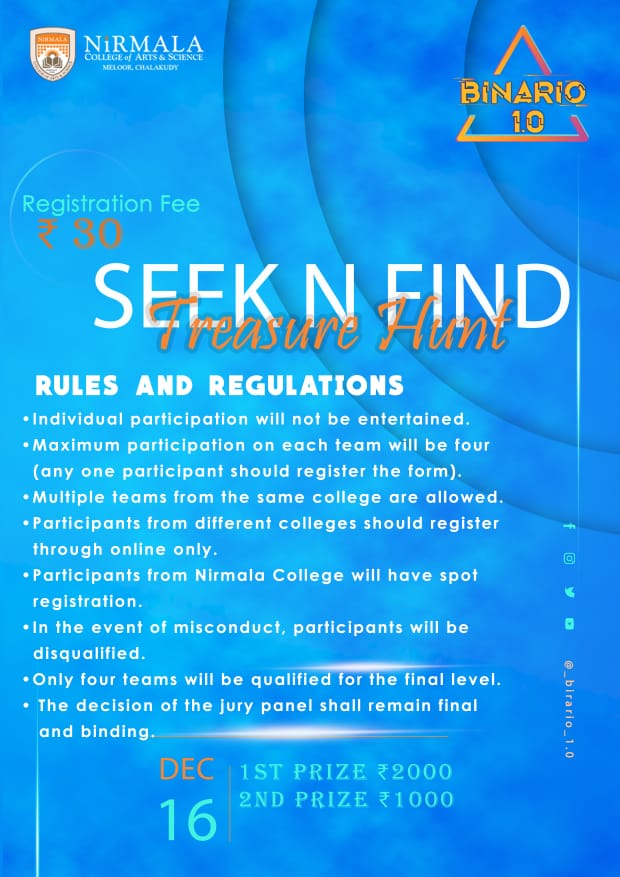 NIRMALA
NiRMALA
COLLEGE of ARTS & SCIENCE
MELOOR, CHALAKUDY
BINARIO
1.0
Registration Fee
₹ 30
SEEK N FIND
Treasure Hunt
RULES AND REGULATIONS
•Individual participation will not be entertained.
•Maximum participation on each team will be four
(any one participant should register the form).
•Multiple teams from the same college are allowed.
•Participants from different colleges should register
through online only.
•Participants from Nirmala College will have spot
registration.
•In the event of misconduct, participants will be
disqualified.
•Only four teams will be qualified for the final level.
• The decision of the jury panel shall remain final
and binding.
@_birario_1.0
DEC
16
1ST PRIZE ₹2000
2ND PRIZE ₹1000